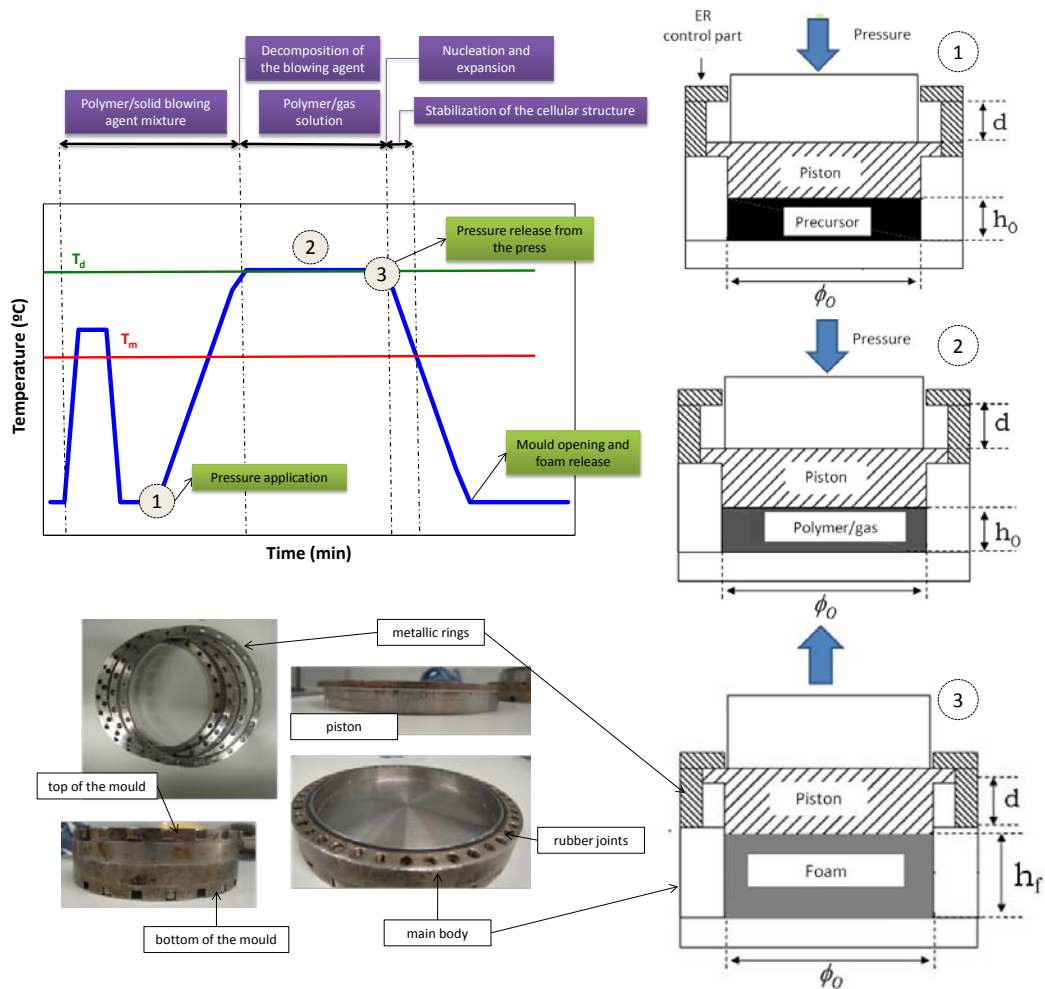 Decomposition of
the blowing agent
Nucleation and
expansion
Polymer/solid blowing
agent mixture
Polymer/gas
solution
Stabilization of the cellular structure
Temperature (ºC)
T_d
T_m
2
3
1
Pressure release from
the press
Pressure application
Mould opening and
foam release
Time (min)
ER
control part
Pressure
1
d
Piston
Precursor
h_0
ϕ_O
Pressure
2
d
Piston
Polymer/gas
h_0
ϕ_O
3
d
Piston
Foam
h_f
ϕ_O
metallic rings
piston
top of the mould
rubber joints
bottom of the mould
main body